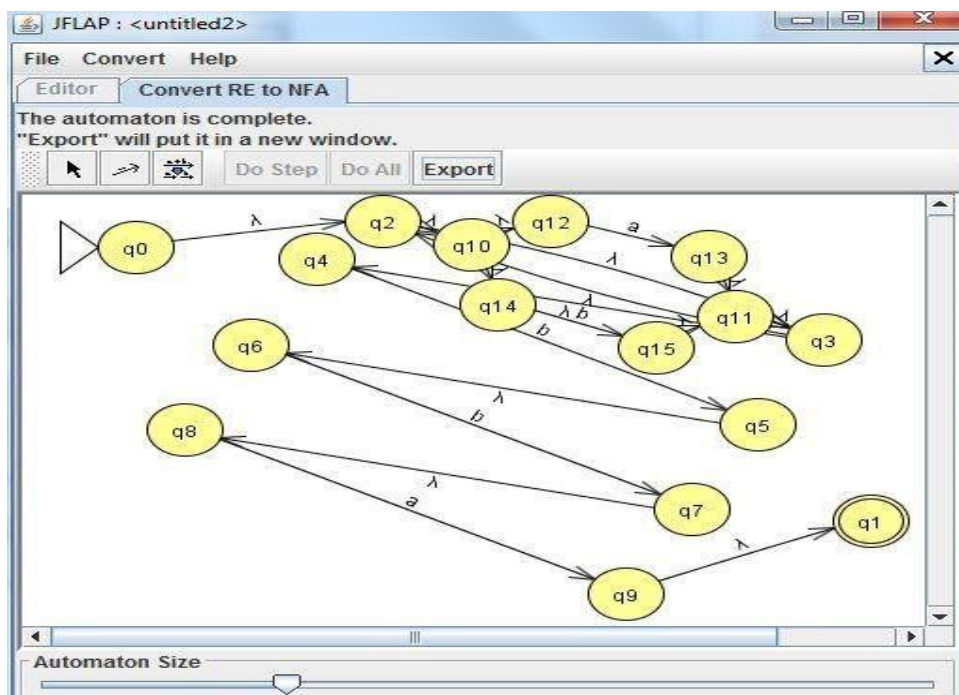 JFLAP : <untitled2>
File Convert Help
Editor Convert RE to NFA
The automaton is complete.
"Export" will put it in a new window.
Do Step Do All Export
λ
q2
q12
a
q0
q10
q13
q4
λ
q14
λ
λ b
q11
q15
q3
b
q6
λ
q5
b
q8
λ
a
q7
q1
λ
q9
Automaton Size